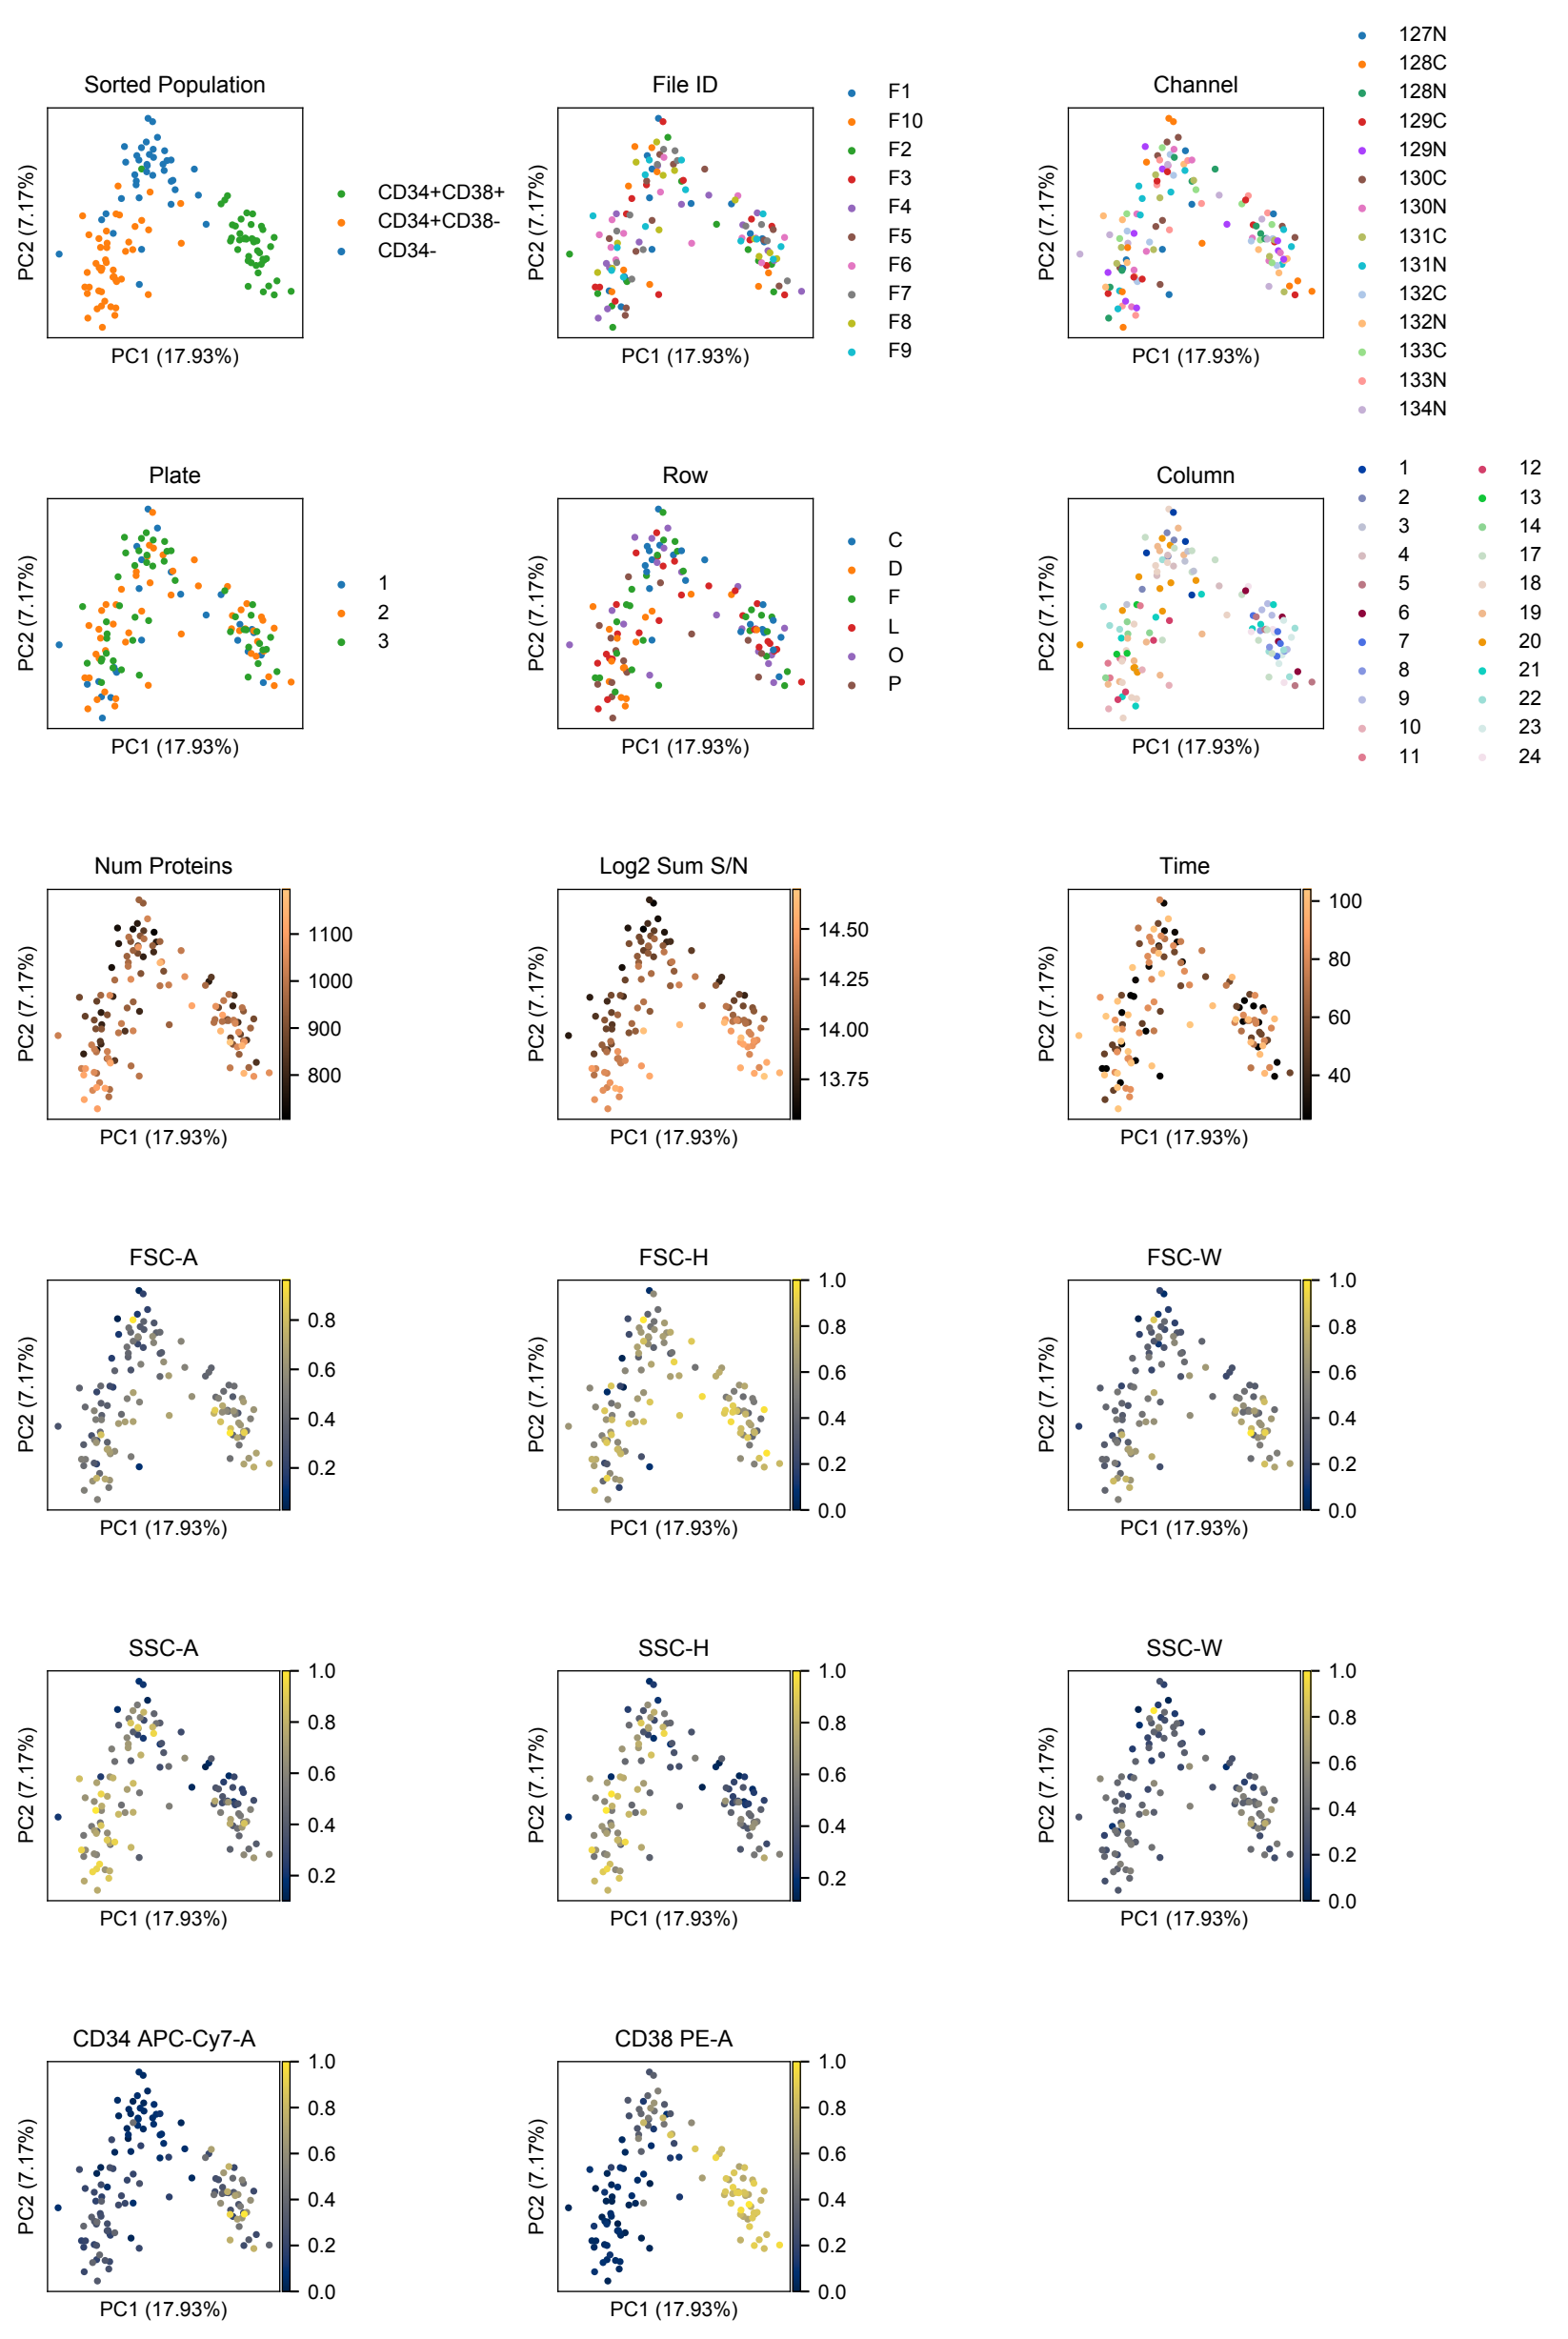 Sorted Population
PC2 (7.17%)
PC1 (17.93%)
CD34+CD38+
CD34+CD38-
CD34-
File ID
PC1 (17.93%)
F1
F10
F2
F3
F4
F5
F6
F7
F8
F9
Channel
PC1 (17.93%)
127N
128C
128N
129C
129N
130C
130N
131C
131N
132C
132N
133C
133N
134N
Plate
PC2 (7.17%)
PC1 (17.93%)
1
2
3
Row
PC1 (17.93%)
C
D
F
L
O
P
Column
PC1 (17.93%)
1
2
3
4
5
6
7
8
9
10
11
12
13
14
17
18
19
20
21
22
23
24
Num Proteins
PC2 (7.17%)
PC1 (17.93%)
1100
1000
900
800
Log2 Sum S/N
PC2 (7.17%)
PC1 (17.93%)
14.50
14.25
14.00
13.75
Time
PC2 (7.17%)
PC1 (17.93%)
100
80
60
40
FSC-A
PC2 (7.17%)
PC1 (17.93%)
0.8
0.6
0.4
0.2
FSC-H
PC2 (7.17%)
PC1 (17.93%)
1.0
0.8
0.6
0.4
0.2
0.0
FSC-W
PC2 (7.17%)
PC1 (17.93%)
1.0
0.8
0.6
0.4
0.2
0.0
SSC-A
PC2 (7.17%)
PC1 (17.93%)
1.0
0.8
0.6
0.4
0.2
SSC-H
PC2 (7.17%)
PC1 (17.93%)
1.0
0.8
0.6
0.4
0.2
SSC-W
PC2 (7.17%)
PC1 (17.93%)
1.0
0.8
0.6
0.4
0.2
0.0
CD34 APC-Cy7-A
PC2 (7.17%)
PC1 (17.93%)
1.0
0.8
0.6
0.4
0.2
0.0
CD38 PE-A
PC2 (7.17%)
PC1 (17.93%)
1.0
0.8
0.6
0.4
0.2
0.0